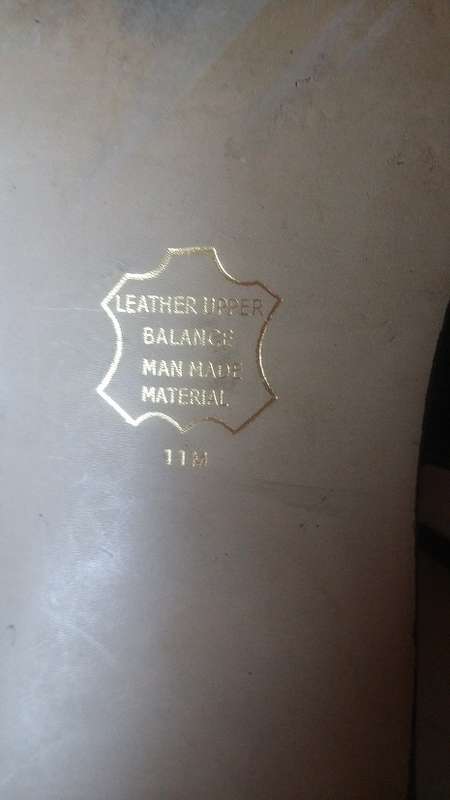 LEATHER UPPER
BALANCE
MAN MADE
MATERIAL
11M